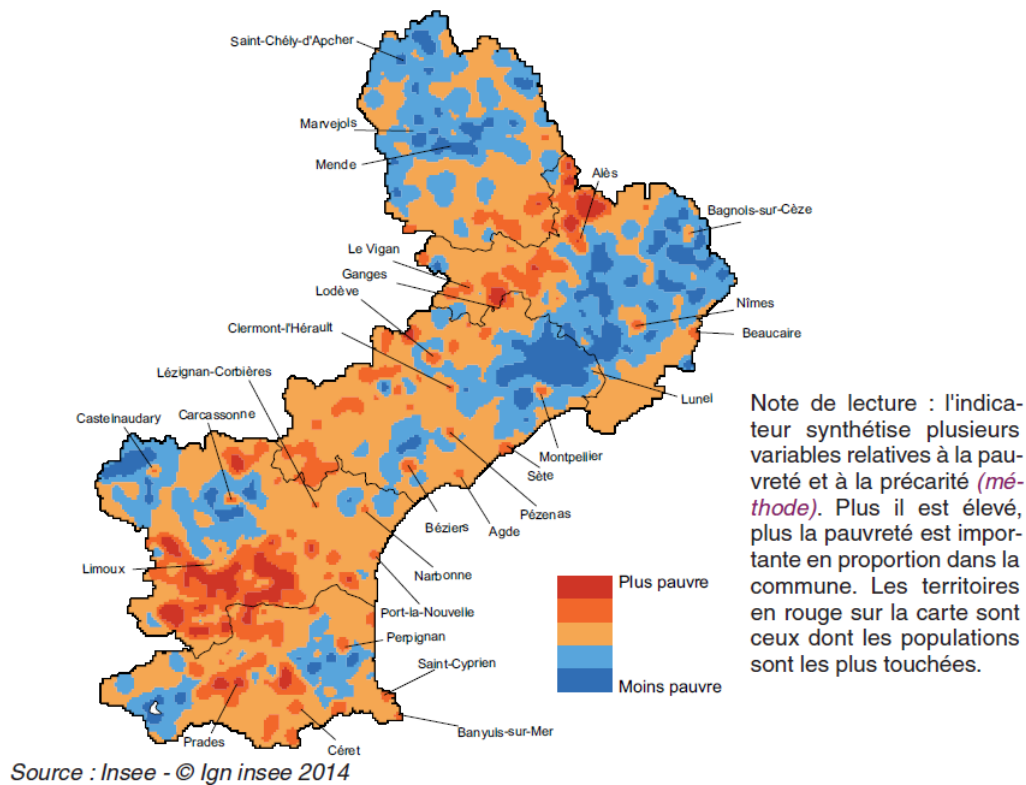 Saint-Chély-d'Apcher
Marvejols
Mende
Alès
Bagnols-sur-Cèze
Le Vigan
Ganges
Lodève
Nîmes
Clermont-l'Hérault
Beaucaire
Lézignan-Corbières
Castelnaudary
Carcassonne
Lunel
Montpellier
Sète
Pézenas
Béziers
Agde
Limoux
Narbonne
Port-la-Nouvelle
Perpignan
Saint-Cyprien
Banyuls-sur-Mer
Prades
Céret
Plus pauvre
Moins pauvre
Note de lecture : l'indica-
teur synthétise plusieurs
variables relatives à la pau-
vreté et à la précarité (mé-
thode). Plus il est élevé,
plus la pauvreté est impor-
tante en proportion dans la
commune. Les territoires
en rouge sur la carte sont
ceux dont les populations
sont les plus touchées.
Source : Insee - © Ign insee 2014